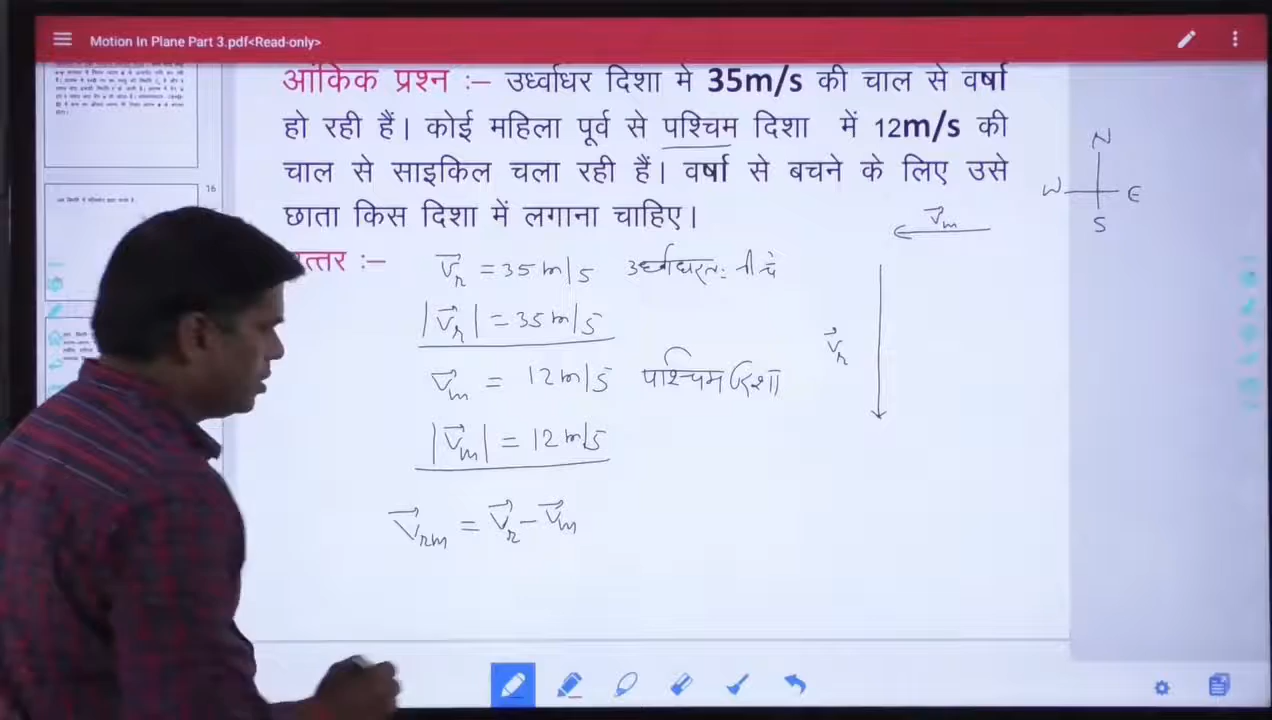 Motion In Plane Part 3.pdf<Read-only>
आंकिक प्रश्न :– उर्ध्वाधर दिशा मे 35m/s की चाल से वर्षा
हो रही हैं। कोई महिला पूर्व से पश्चिम दिशा में 12m/s की
चाल से साइकिल चला रही हैं। वर्षा से बचने के लिए उसे
छाता किस दिशा में लगाना चाहिए।
त्तर :–
16
N
W E
S
V⃗m
V⃗r = 35 m/s उर्ध्वाधरतः नीचे
|V⃗r| = 35 m/s
V⃗r
V⃗m = 12 m/s पश्चिम दिशा
|V⃗m| = 12 m/s
V⃗rm = V⃗r − V⃗m